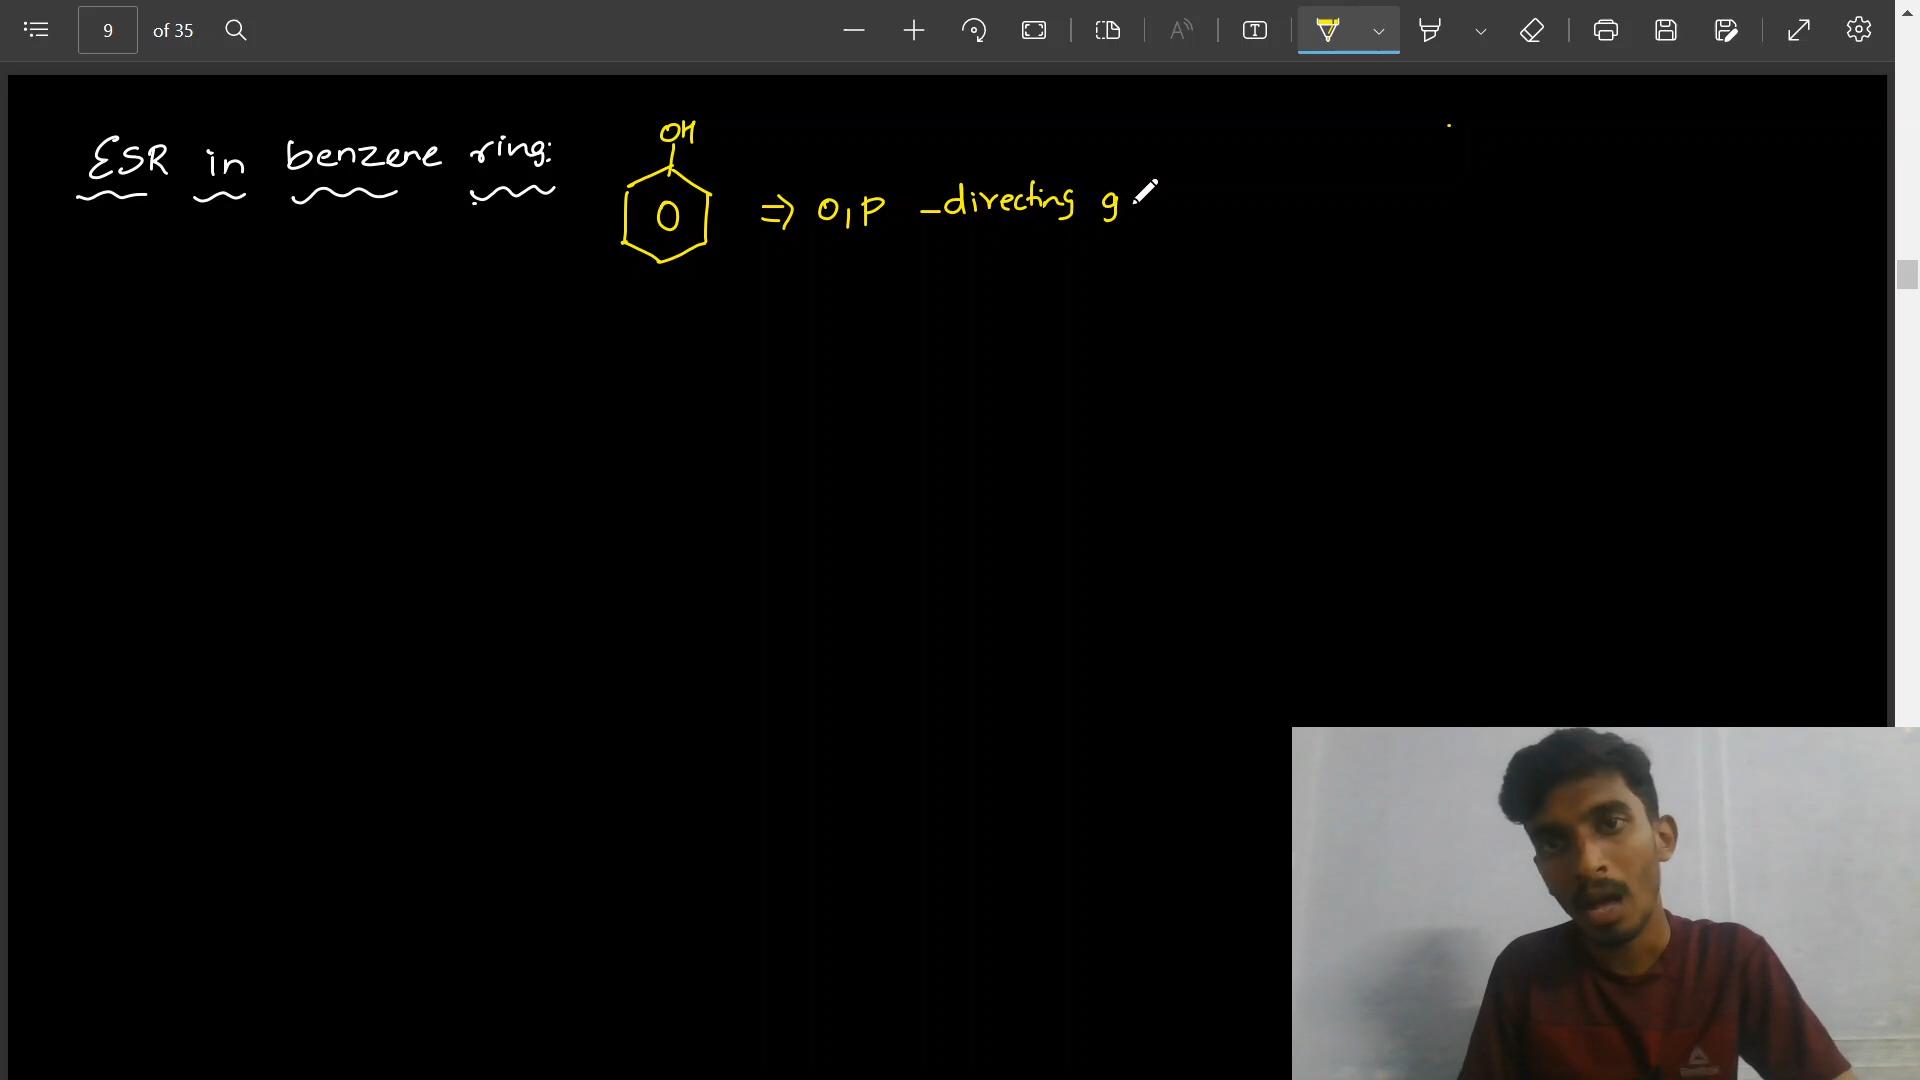 9 of 35
ESR in benzene ring:
OH
⇒ o,p -directing g